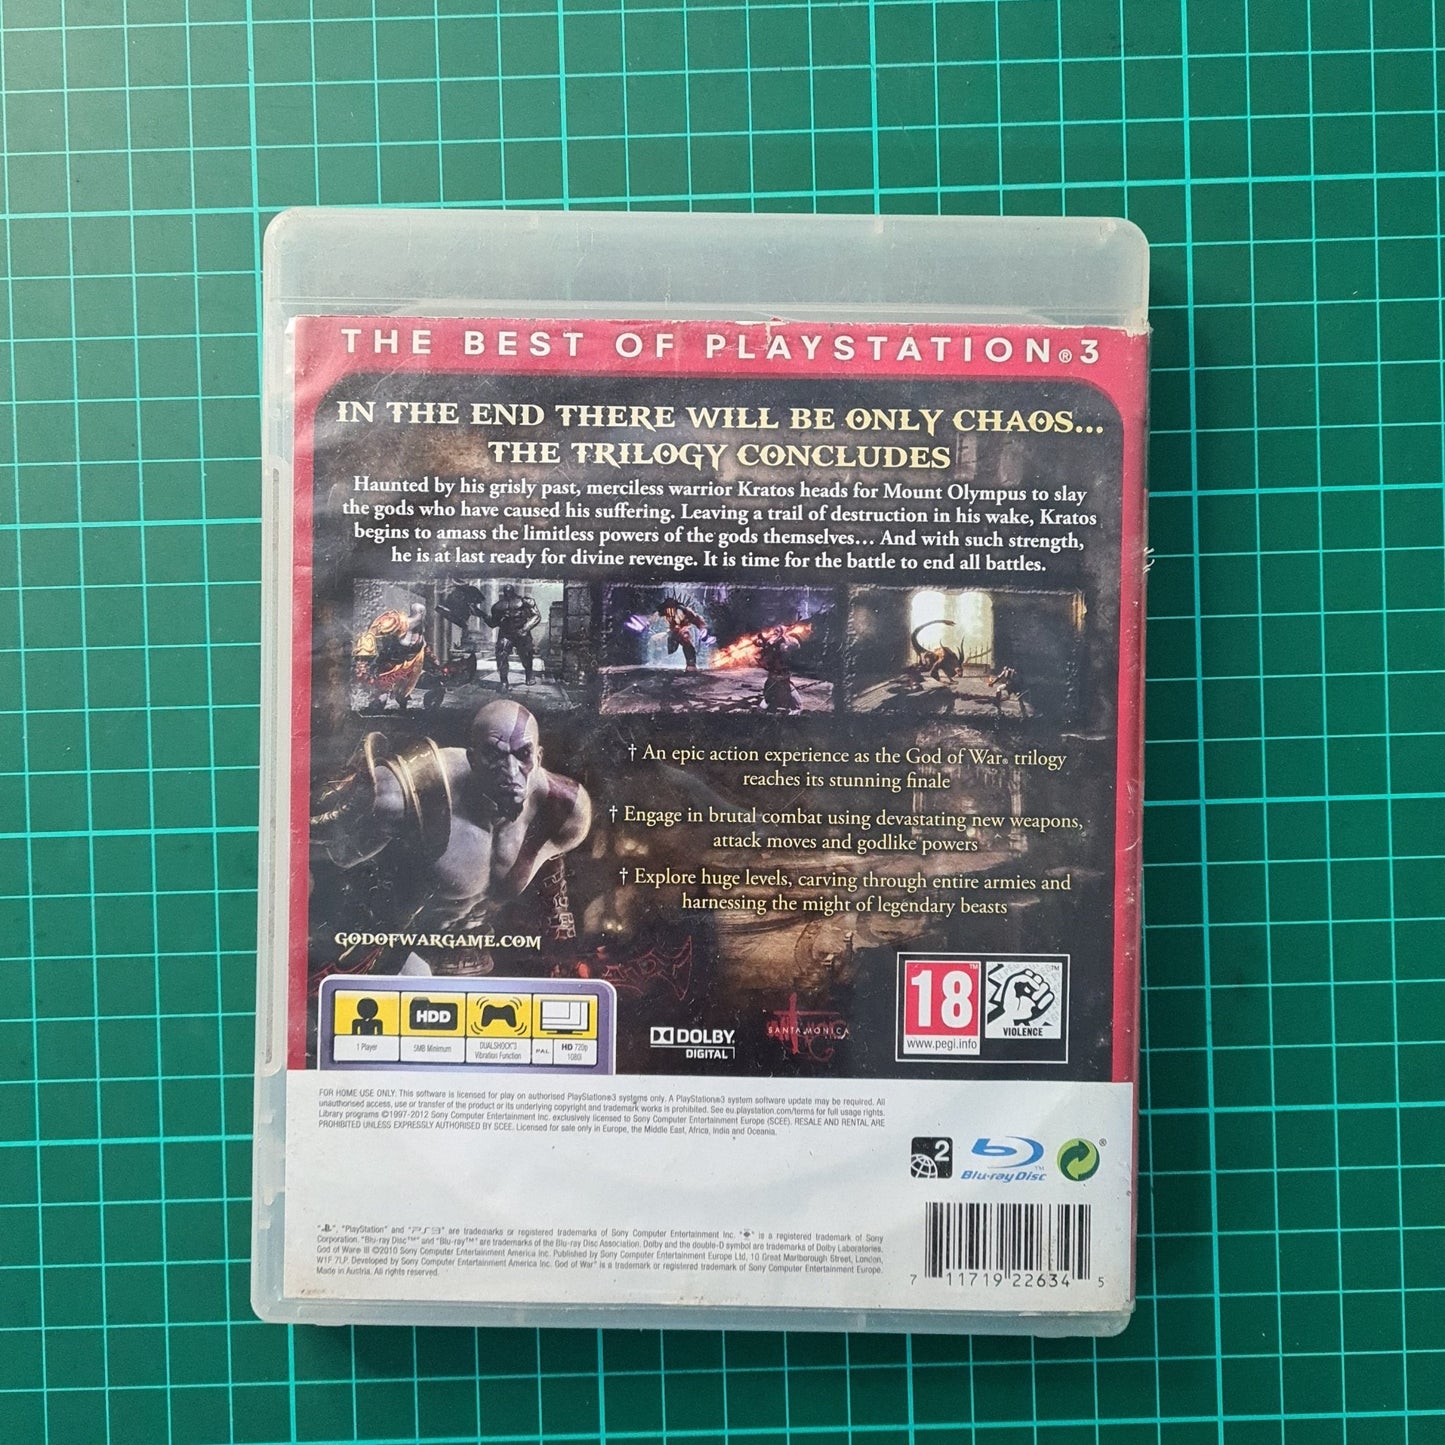 THE BEST OF PLAYSTATION®3
IN THE END THERE WILL BE ONLY CHAOS...
THE TRILOGY CONCLUDES
Haunted by his grisly past, merciless warrior Kratos heads for Mount Olympus to slay
the gods who have caused his suffering. Leaving a trail of destruction in his wake, Kratos
begins to amass the limitless powers of the gods themselves... And with such strength,
he is at last ready for divine revenge. It is time for the battle to end all battles.
† An epic action experience as the God of War® trilogy
reaches its stunning finale
† Engage in brutal combat using devastating new weapons,
attack moves and godlike powers
† Explore huge levels, carving through entire armies and
harnessing the might of legendary beasts
GODOFWARGAME.COM
HDD
1 Player
5MB Minimum
DUALSHOCK®3
Vibration Function
PAL
HD 720p
1080i
DOLBY
DIGITAL
SANTA MONICA
18
www.pegi.info
VIOLENCE
FOR HOME USE ONLY: This software is licensed for play on authorised PlayStation®3 systems only. A PlayStation®3 system software update may be required. All
unauthorised access, use or transfer of the product or its underlying copyright and trademark works is prohibited. See eu.playstation.com/terms for full usage rights.
Library programs ©1997-2012 Sony Computer Entertainment Inc. exclusively licensed to Sony Computer Entertainment Europe (SCEE). RESALE AND RENTAL ARE
PROHIBITED UNLESS EXPRESSLY AUTHORISED BY SCEE. Licensed for sale only in Europe, the Middle East, Africa, India and Oceania.
2
Blu-ray Disc™
"PlayStation" and "PS3" are trademarks or registered trademarks of Sony Computer Entertainment Inc. " " is a registered trademark of Sony
Corporation. "Blu-ray Disc™" and "Blu-ray™" are trademarks of the Blu-ray Disc Association. Dolby and the double-D symbol are trademarks of Dolby Laboratories.
God of War® III ©2010 Sony Computer Entertainment America Inc. Published by Sony Computer Entertainment Europe Ltd, 10 Great Marlborough Street, London,
W1F 7LP. Developed by Sony Computer Entertainment America Inc. God of War® is a trademark or registered trademark of Sony Computer Entertainment Europe.
Made in Austria. All rights reserved.
7 11719 22634 5